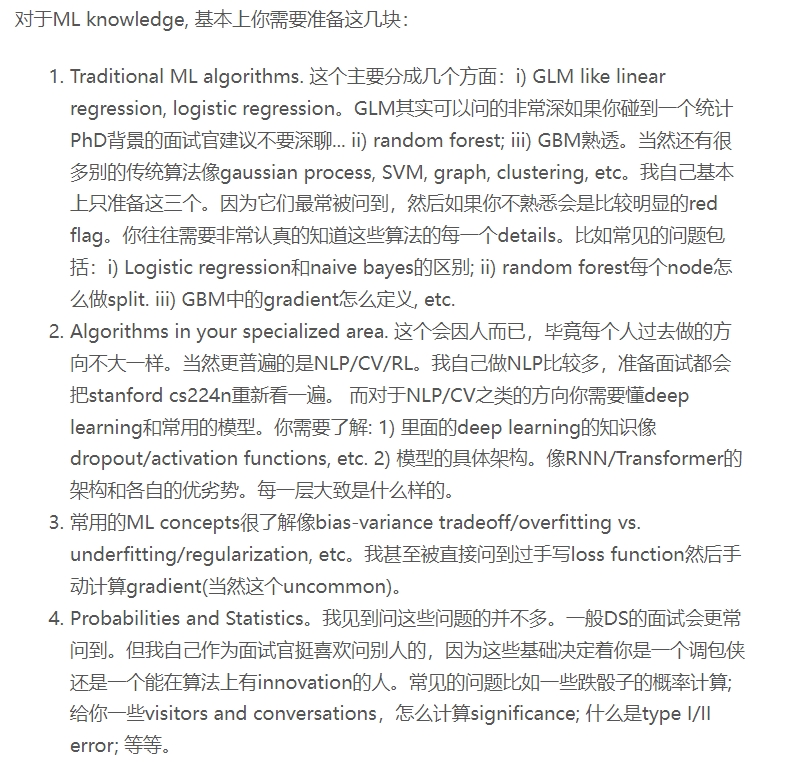 对于ML knowledge, 基本上你需要准备这几块：
1. Traditional ML algorithms. 这个主要分成几个方面：i) GLM like linear
regression, logistic regression。GLM其实可以问的非常深如果你碰到一个统计
PhD背景的面试官建议不要深聊... ii) random forest; iii) GBM熟透。当然还有很
多别的传统算法像gaussian process, SVM, graph, clustering, etc。我自己基本
上只准备这三个。因为它们最常被问到，然后如果你不熟悉会是比较明显的red
flag。你往往需要非常认真的知道这些算法的每一个details。比如常见的问题包
括：i) Logistic regression和naive bayes的区别; ii) random forest每个node怎
么做split. iii) GBM中的gradient怎么定义, etc.
2. Algorithms in your specialized area. 这个会因人而已，毕竟每个人过去做的方
向不大一样。当然更普遍的是NLP/CV/RL。我自己做NLP比较多，准备面试都会
把stanford cs224n重新看一遍。 而对于NLP/CV之类的方向你需要懂deep
learning和常用的模型。你需要了解: 1) 里面的deep learning的知识像
dropout/activation functions, etc. 2) 模型的具体架构。像RNN/Transformer的
架构和各自的优劣势。每一层大致是什么样的。
3. 常用的ML concepts很了解像bias-variance tradeoff/overfitting vs.
underfitting/regularization, etc。我甚至被直接问到过手写loss function然后手
动计算gradient(当然这个uncommon)。
4. Probabilities and Statistics。我见到问这些问题的并不多。一般DS的面试会更常
问到。但我自己作为面试官挺喜欢问别人的，因为这些基础决定着你是一个调包侠
还是一个能在算法上有innovation的人。常见的问题比如一些跌骰子的概率计算;
给你一些visitors and conversations，怎么计算significance; 什么是type I/II
error; 等等。